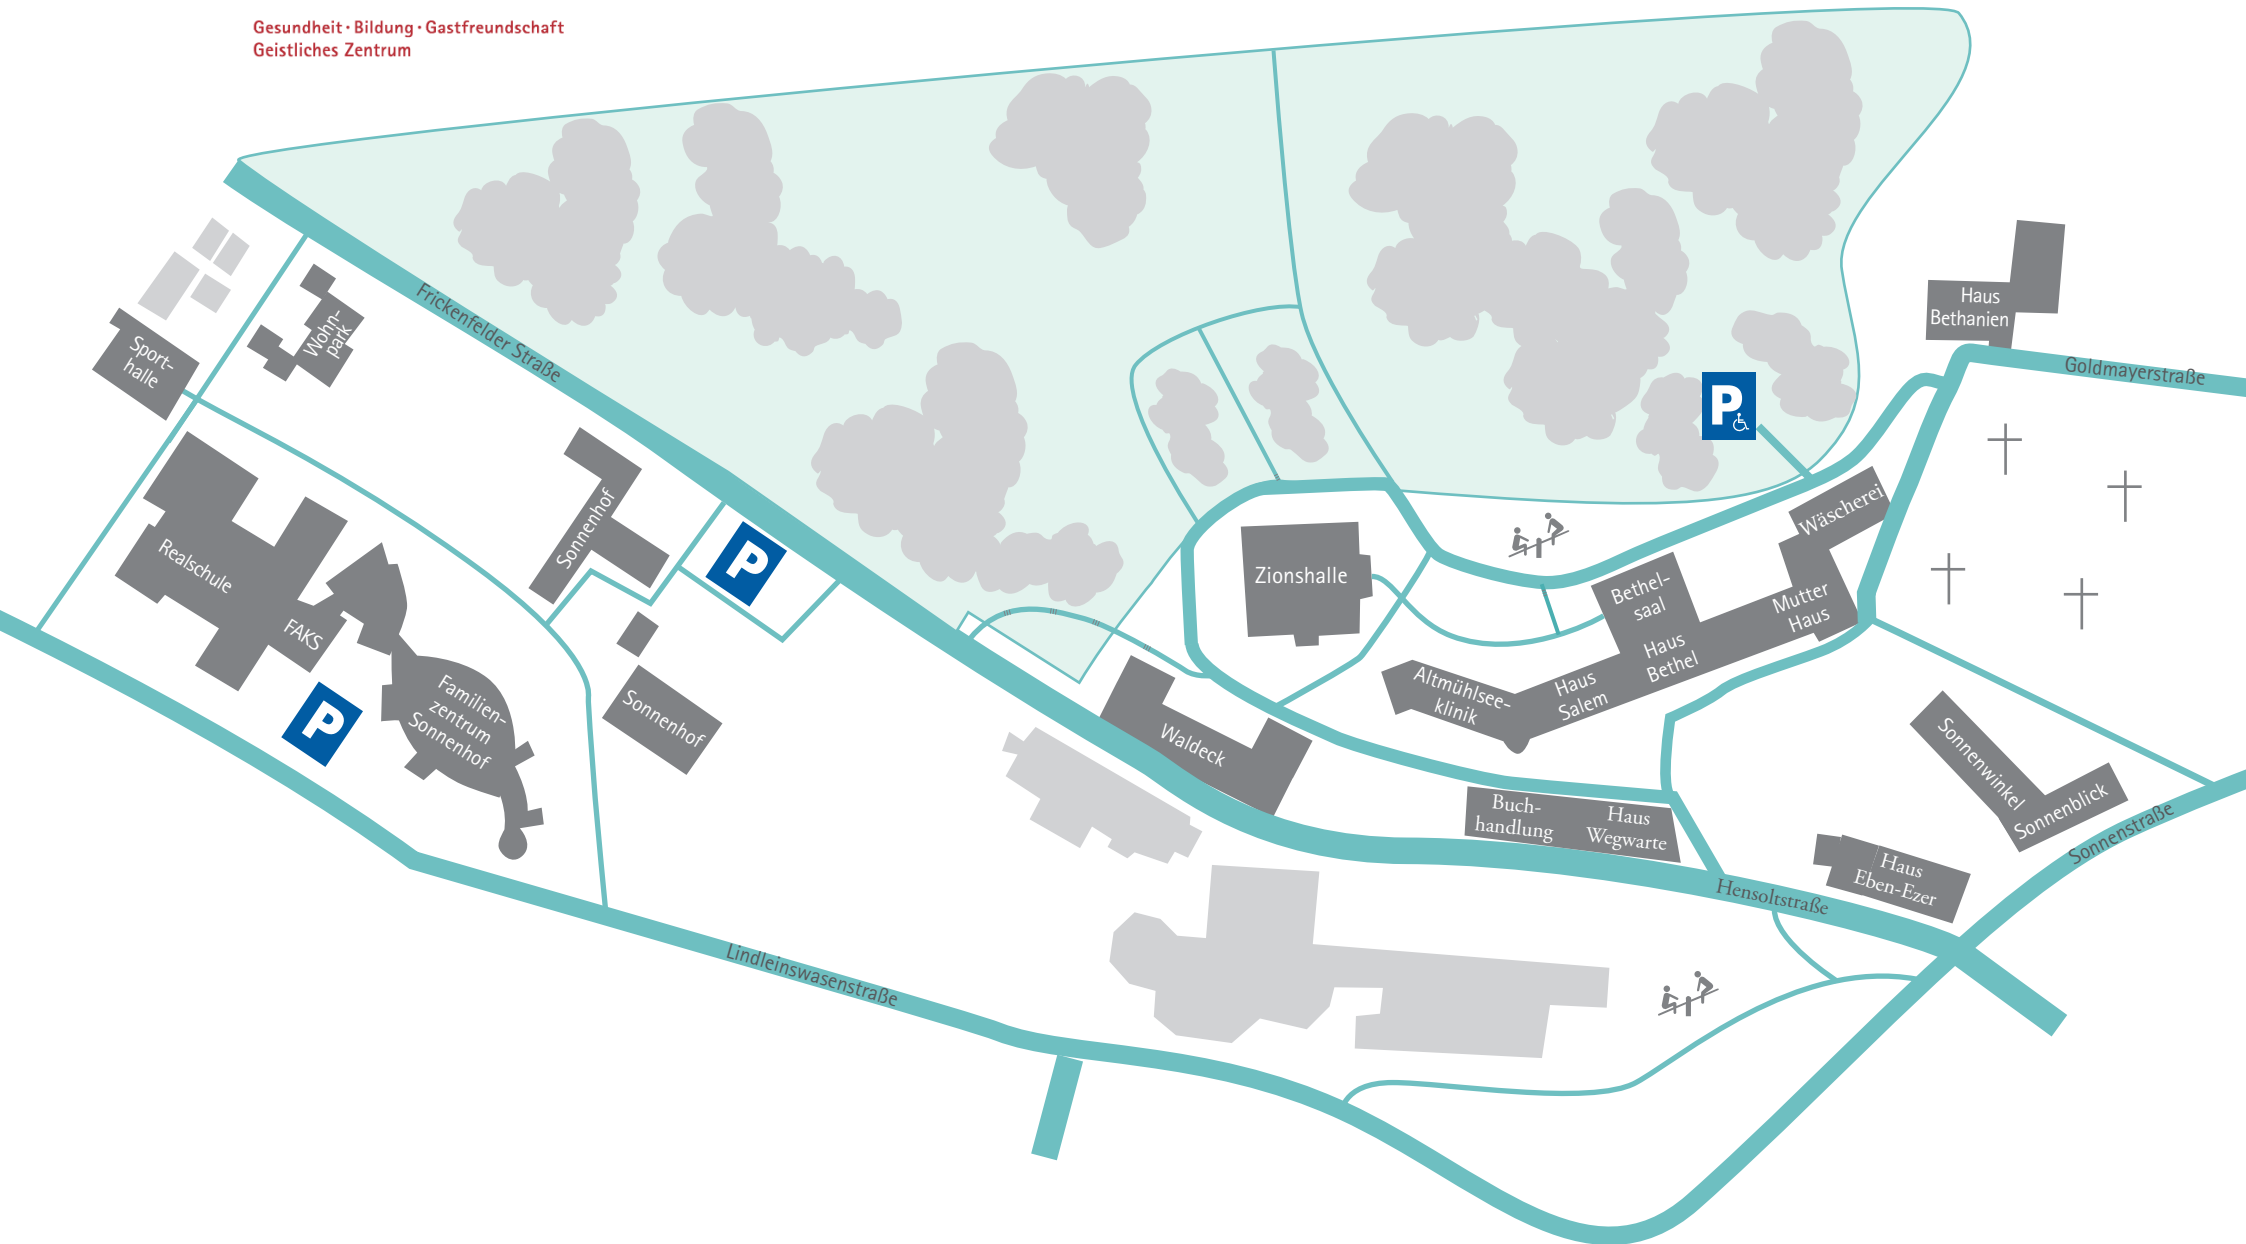 Gesundheit · Bildung · Gastfreundschaft
Geistliches Zentrum
Frickenfelder Straße
Wohn-
park
Sport-
halle
Realschule
FAKS
P
Familien-
zentrum
Sonnenhof
Sonnenhof
P
Sonnenhof
Lindleinswasenstraße
Waldeck
Zionshalle
P
Haus
Bethanien
Goldmayerstraße
Wäscherei
Bethel-
saal
Mutter
Haus
Haus
Bethel
Haus
Salem
Altmühlsee-
klinik
Buch-
handlung
Haus
Wegwarte
Hensoltstraße
Sonnenwinkel
Sonnenblick
Haus
Eben-Ezer
Sonnenstraße